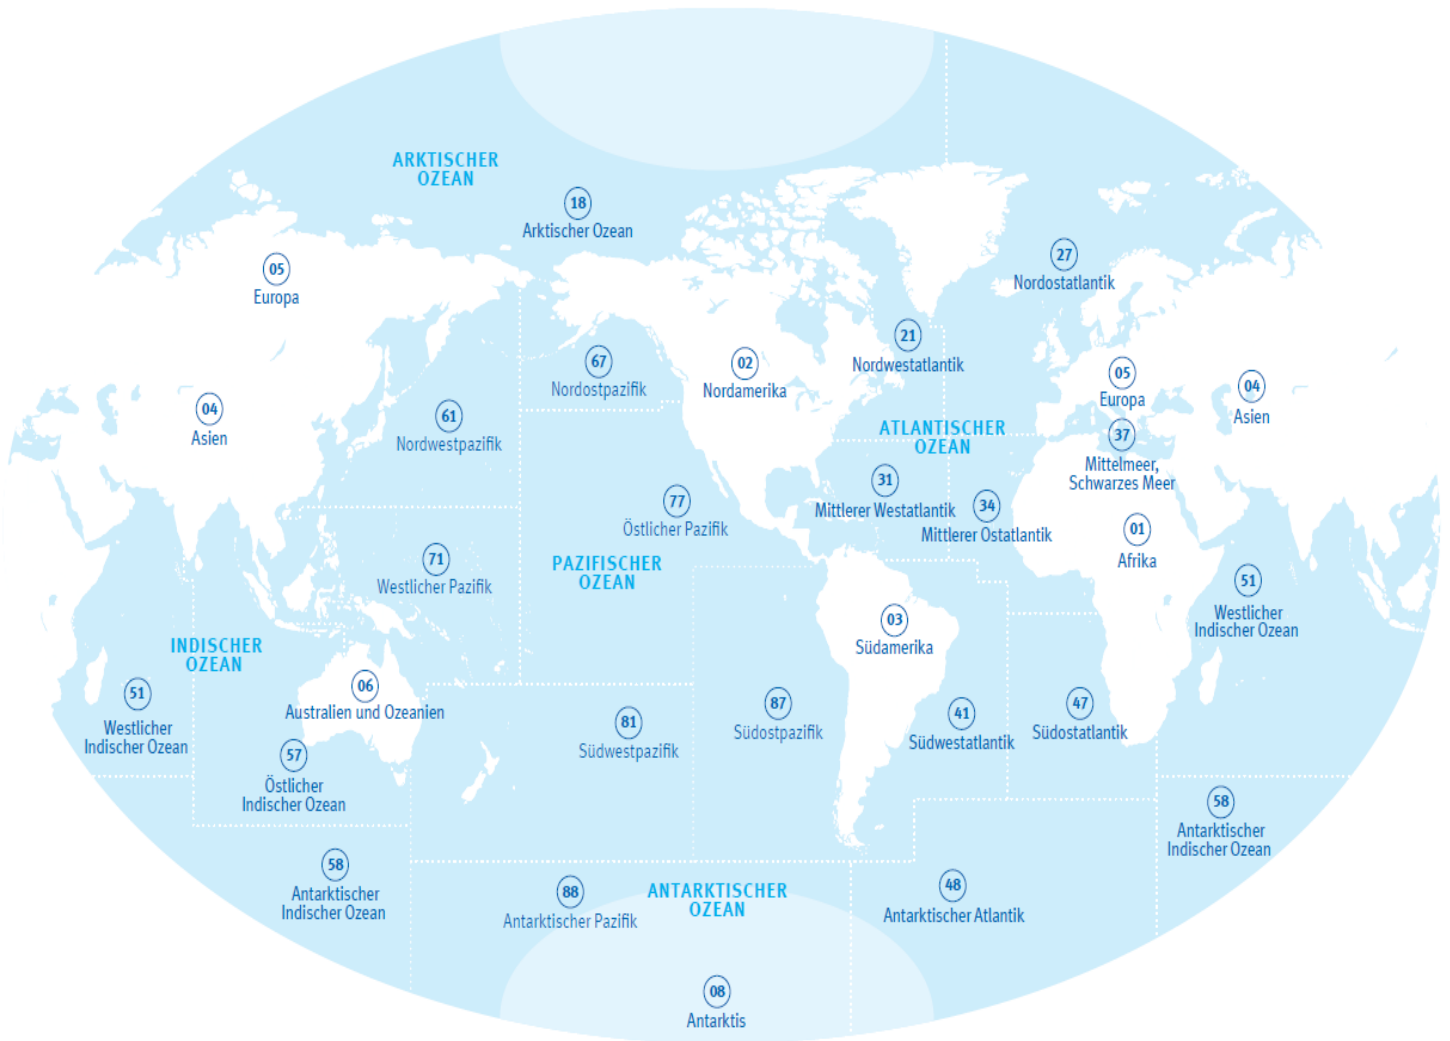 ARKTISCHER
OZEAN
18
Arktischer Ozean
05
Europa
27
Nordostatlantik
21
Nordwestatlantik
67
Nordostpazifik
02
Nordamerika
05
Europa
04
Asien
04
Asien
61
Nordwestpazifik
ATLANTISCHER
OZEAN
37
Mittelmeer,
Schwarzes Meer
31
Mittlerer Westatlantik
77
Östlicher Pazifik
34
Mittlerer Ostatlantik
01
Afrika
71
Westlicher Pazifik
PAZIFISCHER
OZEAN
51
Westlicher
Indischer Ozean
03
Südamerika
INDISCHER
OZEAN
51
Westlicher
Indischer Ozean
06
Australien und Ozeanien
81
Südwestpazifik
87
Südostpazifik
41
Südwestatlantik
47
Südostatlantik
57
Östlicher
Indischer Ozean
58
Antarktischer
Indischer Ozean
58
Antarktischer
Indischer Ozean
88
Antarktischer Pazifik
ANTARKTISCHER
OZEAN
48
Antarktischer Atlantik
08
Antarktis